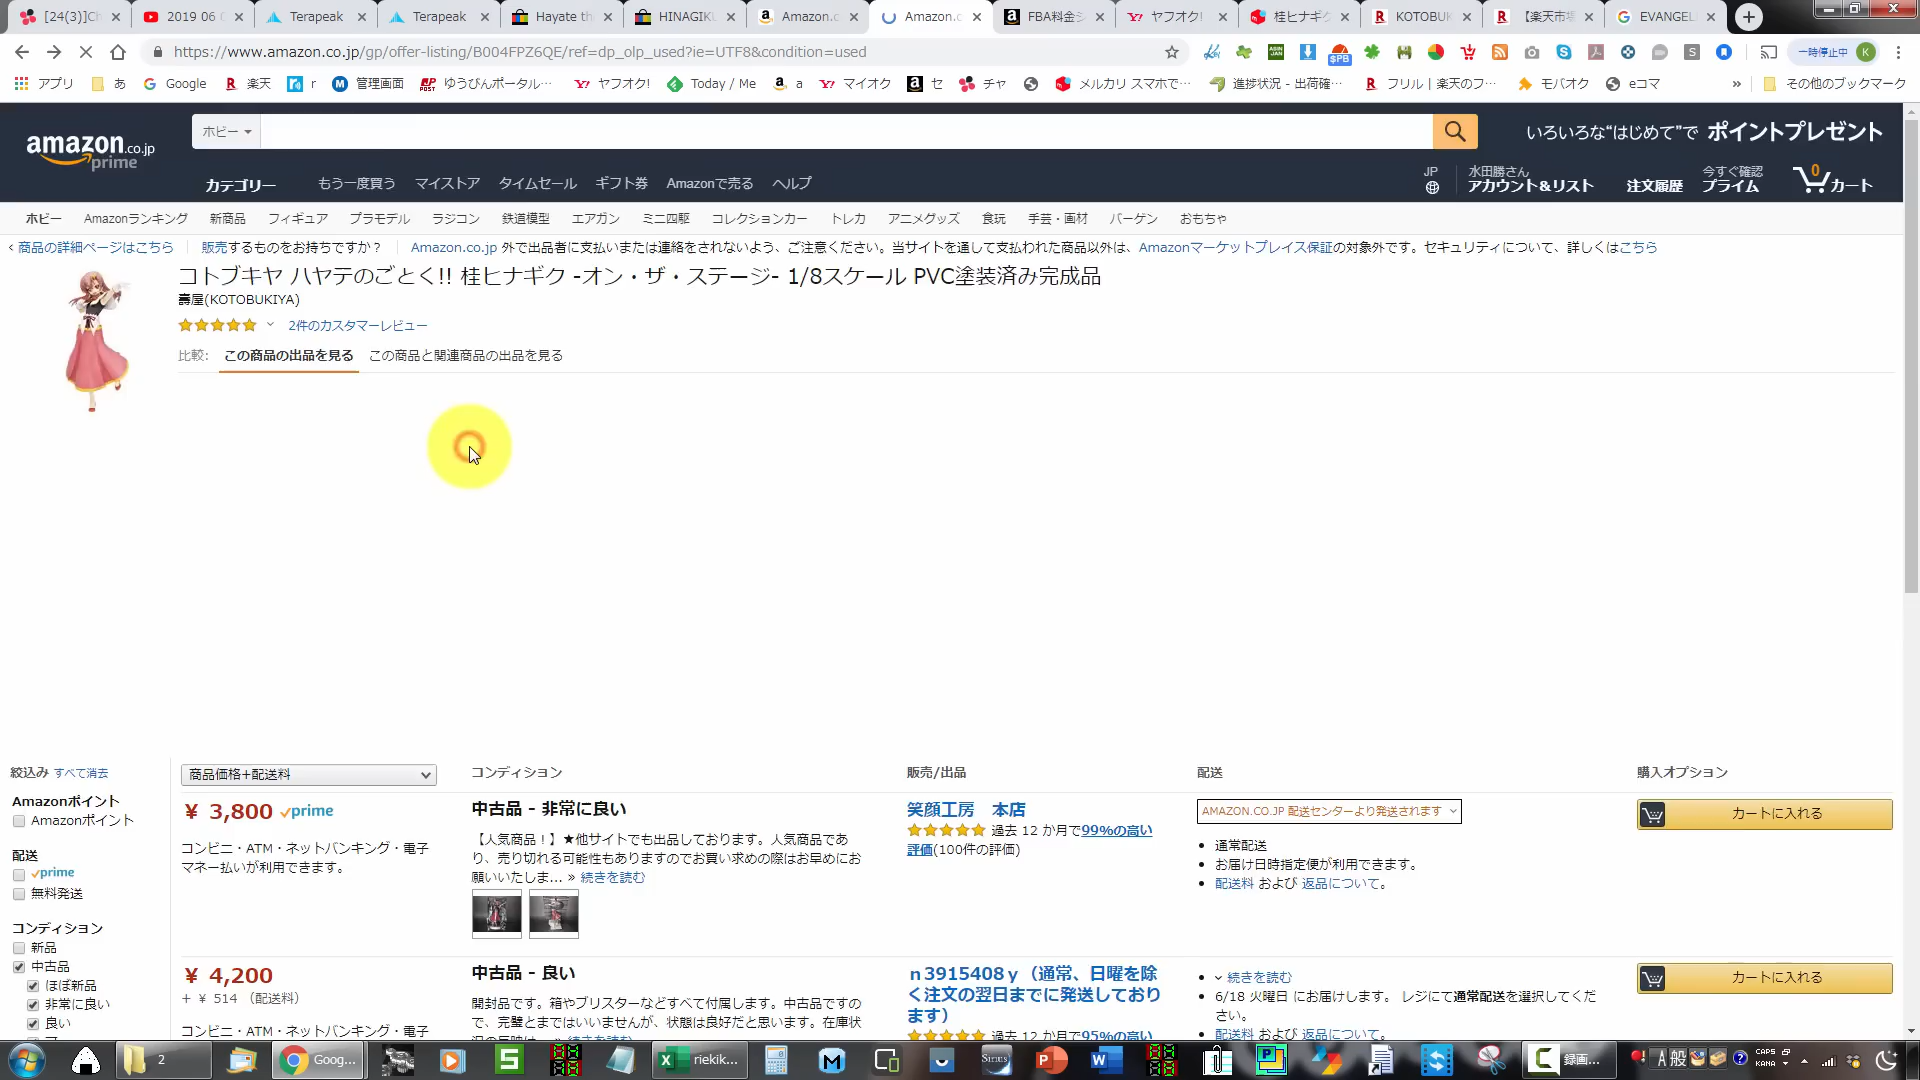 [24(3)]Ch
2019 06 0
Terapeak
Terapeak
Hayate th
HINAGIKU
Amazon.c
Amazon.c
FBA料金シ
ヤフオク!
桂ヒナギク
KOTOBUK
【楽天市場
EVANGEL
https://www.amazon.co.jp/gp/offer-listing/B004FPZ6QE/ref=dp_olp_used?ie=UTF8&condition=used
一時停止中 K
アプリ
あ
Google
楽天
r
管理画面
ゆうびんポータル…
ヤフオク!
Today / Me
a
マイオク
セ
チャ
メルカリ スマホで…
進捗状況 - 出荷確…
フリル | 楽天のフ…
モバオク
eコマ
»
その他のブックマーク
amazon.co.jp
prime
ホビー
いろいろな“はじめて”で ポイントプレゼント
カテゴリー
もう一度買う
マイストア
タイムセール
ギフト券
Amazonで売る
ヘルプ
JP
水田勝さん
アカウント&リスト
注文履歴
今すぐ確認
プライム
0
カート
ホビー
Amazonランキング
新商品
フィギュア
プラモデル
ラジコン
鉄道模型
エアガン
ミニ四駆
コレクションカー
トレカ
アニメグッズ
食玩
手芸・画材
バーゲン
おもちゃ
‹ 商品の詳細ページはこちら
販売するものをお持ちですか？
Amazon.co.jp 外で出品者に支払いまたは連絡をされないよう、ご注意ください。当サイトを通して支払われた商品以外は、Amazonマーケットプレイス保証の対象外です。セキュリティについて、詳しくはこちら
コトブキヤ ハヤテのごとく!! 桂ヒナギク -オン・ザ・ステージ- 1/8スケール PVC塗装済み完成品
壽屋(KOTOBUKIYA)
2件のカスタマーレビュー
比較:
この商品の出品を見る
この商品と関連商品の出品を見る
絞込み すべて消去
商品価格+配送料
コンディション
販売/出品
配送
購入オプション
Amazonポイント
Amazonポイント
配送
prime
無料発送
コンディション
新品
中古品
ほぼ新品
非常に良い
良い
¥ 3,800 prime
コンビニ・ATM・ネットバンキング・電子
マネー払いが利用できます。
中古品 - 非常に良い
【人気商品！】★他サイトでも出品しております。人気商品であ
り、売り切れる可能性もありますのでお買い求めの際はお早めにお
願いいたしま... » 続きを読む
笑顔工房　本店
過去 12 か月で99%の高い
評価(100件の評価)
AMAZON.CO.JP 配送センターより発送されます
通常配送
お届け日時指定便が利用できます。
配送料 および 返品について。
カートに入れる
¥ 4,200
+ ¥ 514 （配送料）
コンビニ・ATM・ネットバンキング・電子
中古品 - 良い
開封品です。箱やブリスターなどすべて付属します。中古品ですの
で、完璧とまではいいませんが、状態は良好だと思います。在庫状
ｎ3915408ｙ（通常、日曜を除
く注文の翌日までに発送しており
ます）
過去 12 か月で95%の高い
続きを読む
6/18 火曜日 にお届けします。 レジにて通常配送を選択してくだ
さい。
配送料 および 返品について。
カートに入れる
2
Goog...
riekik...
録画...
A 般
CAPS
KANA